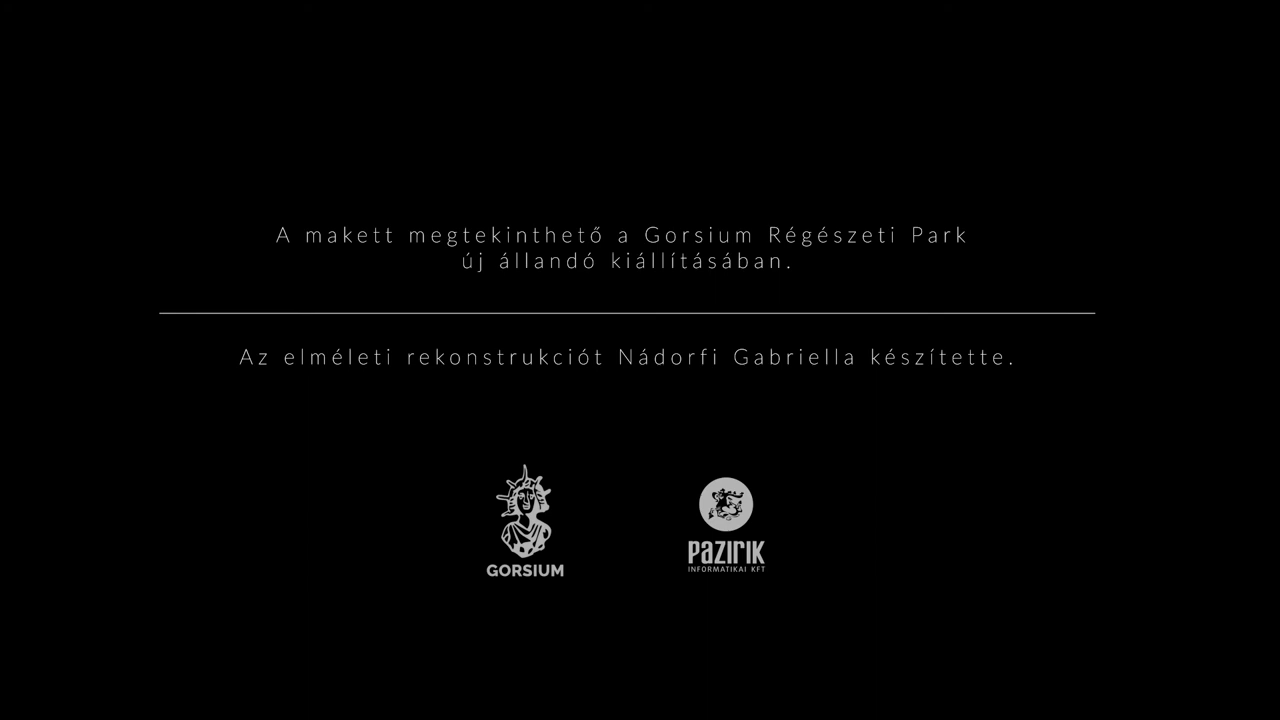 A makett megtekinthető a Gorsium Régészeti Park
új állandó kiállításában.
Az elméleti rekonstrukciót Nádorfi Gabriella készítette.
GORSIUM
PAZIRIK
INFORMATIKAI KFT